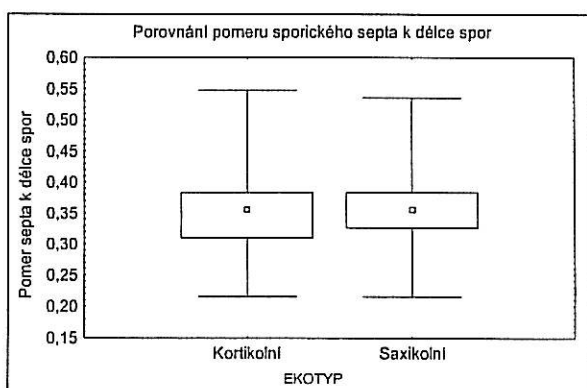 Porovnání pomeru sporického septa k délce spor
Pomer septa k délce spor
0,60
0,55
0,50
0,45
0,40
0,35
0,30
0,25
0,20
0,15
Kortikolní
Saxikolní
EKOTYP